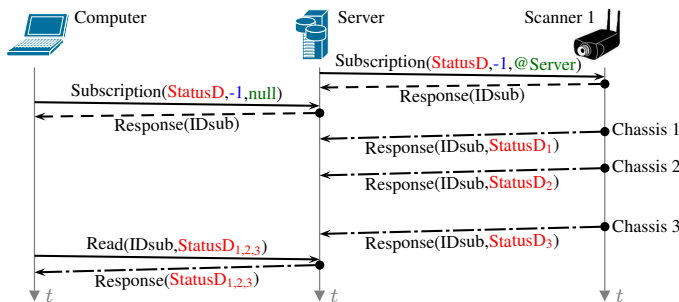 Computer
Server
Scanner 1
Subscription(StatusD,-1,@Server)
Subscription(StatusD,-1,null)
Response(IDsub)
Response(IDsub)
Chassis 1
Response(IDsub,StatusD1)
Chassis 2
Response(IDsub,StatusD2)
Chassis 3
Read(IDsub,StatusD1,2,3)
Response(IDsub,StatusD3)
Response(StatusD1,2,3)
t
t
t